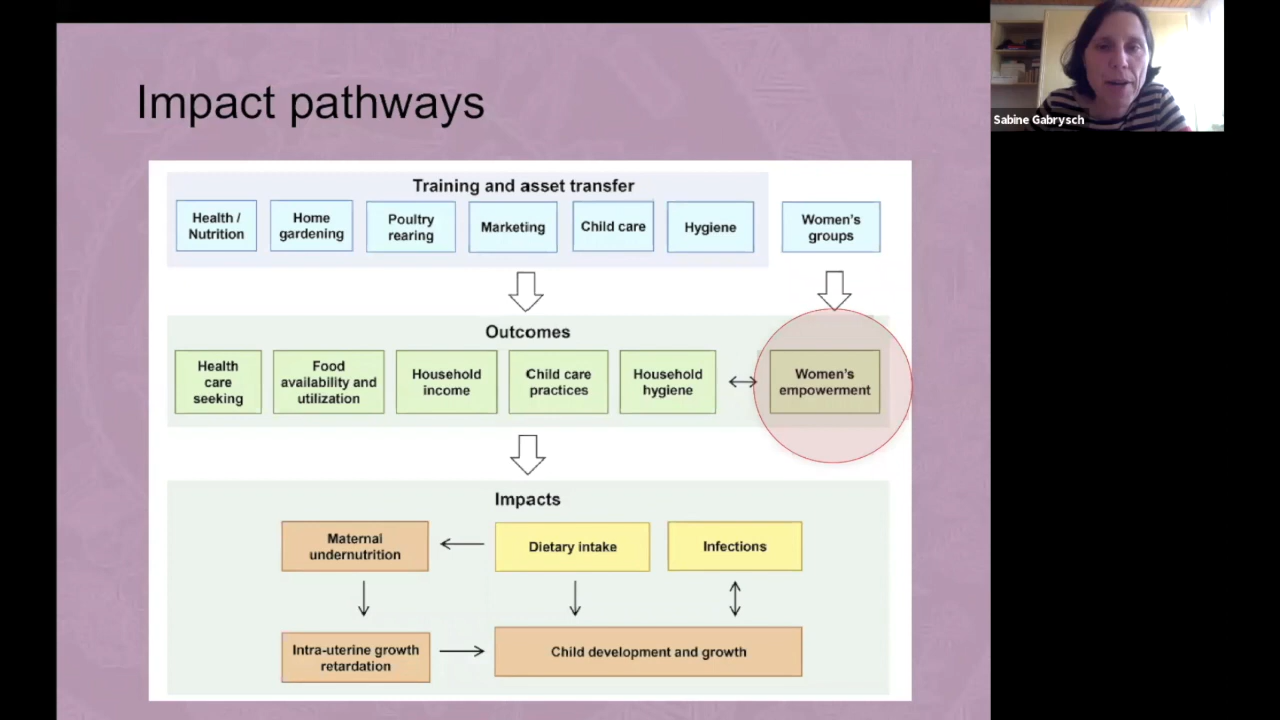 Impact pathways
Sabine Gabrysch
Training and asset transfer
Health /
Nutrition
Home
gardening
Poultry
rearing
Marketing
Child care
Hygiene
Women's
groups
Outcomes
Health
care
seeking
Food
availability and
utilization
Household
income
Child care
practices
Household
hygiene
Women's
empowerment
Impacts
Maternal
undernutrition
Dietary intake
Infections
Intra-uterine growth
retardation
Child development and growth